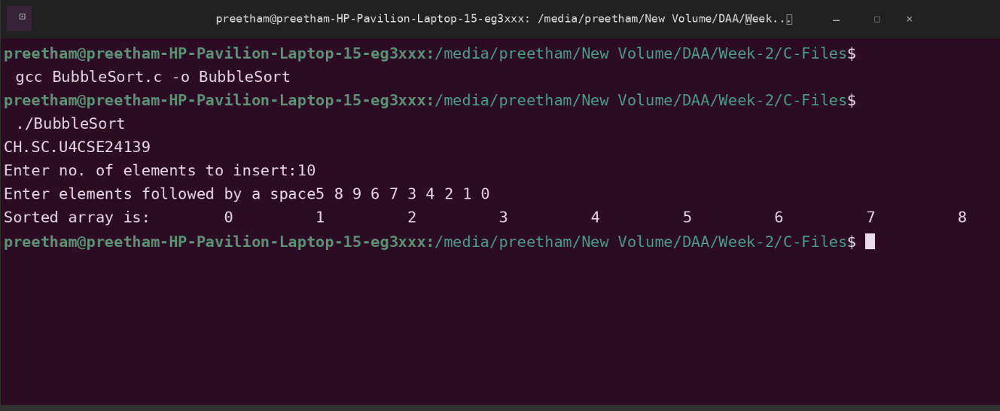 preetham@preetham-HP-Pavilion-Laptop-15-eg3xxx: /media/preetham/New Volume/DAA/Week...
preetham@preetham-HP-Pavilion-Laptop-15-eg3xxx:/media/preetham/New Volume/DAA/Week-2/C-Files$
gcc BubbleSort.c -o BubbleSort
preetham@preetham-HP-Pavilion-Laptop-15-eg3xxx:/media/preetham/New Volume/DAA/Week-2/C-Files$
./BubbleSort
CH.SC.U4CSE24139
Enter no. of elements to insert:10
Enter elements followed by a space5 8 9 6 7 3 4 2 1 0
Sorted array is: 0 1 2 3 4 5 6 7 8
preetham@preetham-HP-Pavilion-Laptop-15-eg3xxx:/media/preetham/New Volume/DAA/Week-2/C-Files$